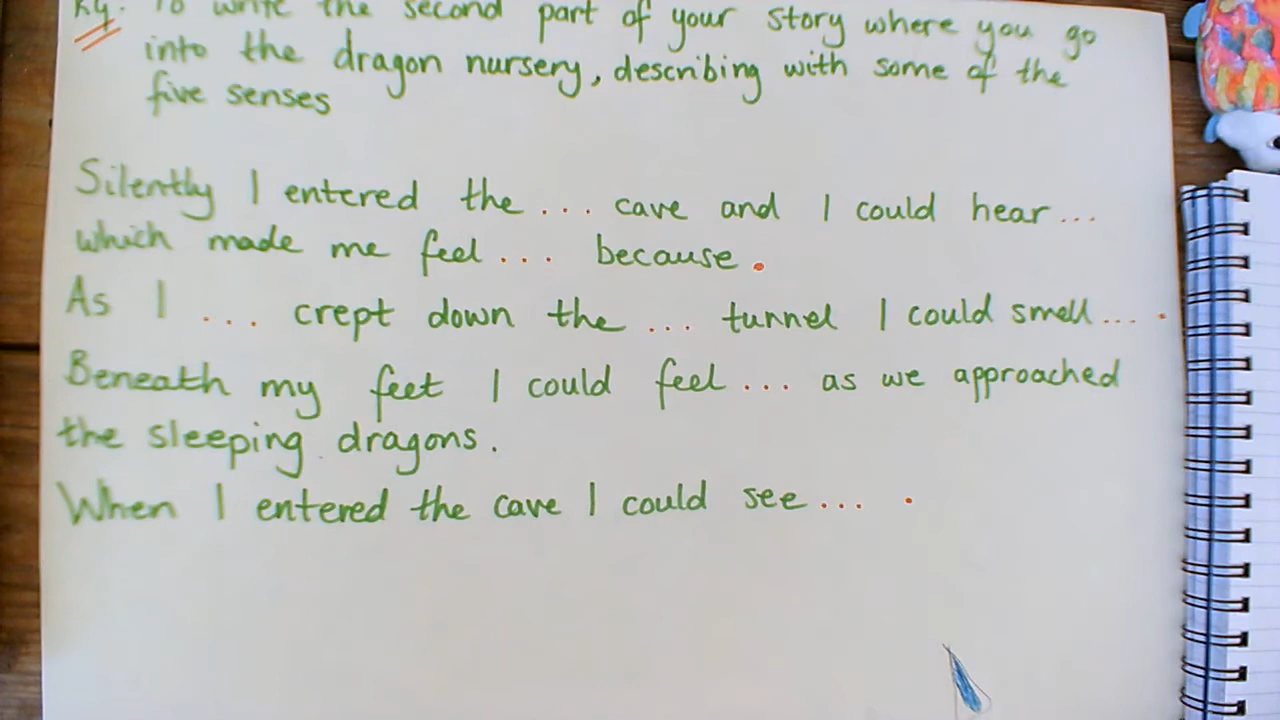 R4: To write the second part of your story where you go
into the dragon nursery, describing with some of the
five senses
Silently I entered the ... cave and I could hear ...
which made me feel ... because.
As I ... crept down the ... tunnel I could smell ... .
Beneath my feet I could feel ... as we approached
the sleeping dragons.
When I entered the cave I could see ... .